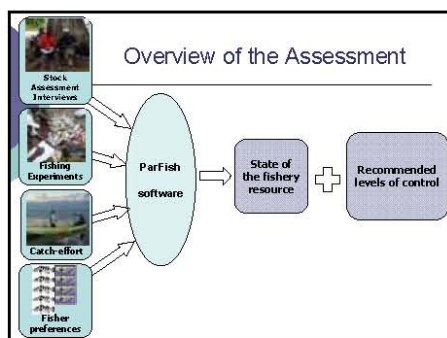 Overview of the Assessment
Stock
Assessment
Interviews
Fishing
Experiments
Catch-effort
Fisher
preferences
ParFish
software
State of
the fishery
resource
Recommended
levels of control